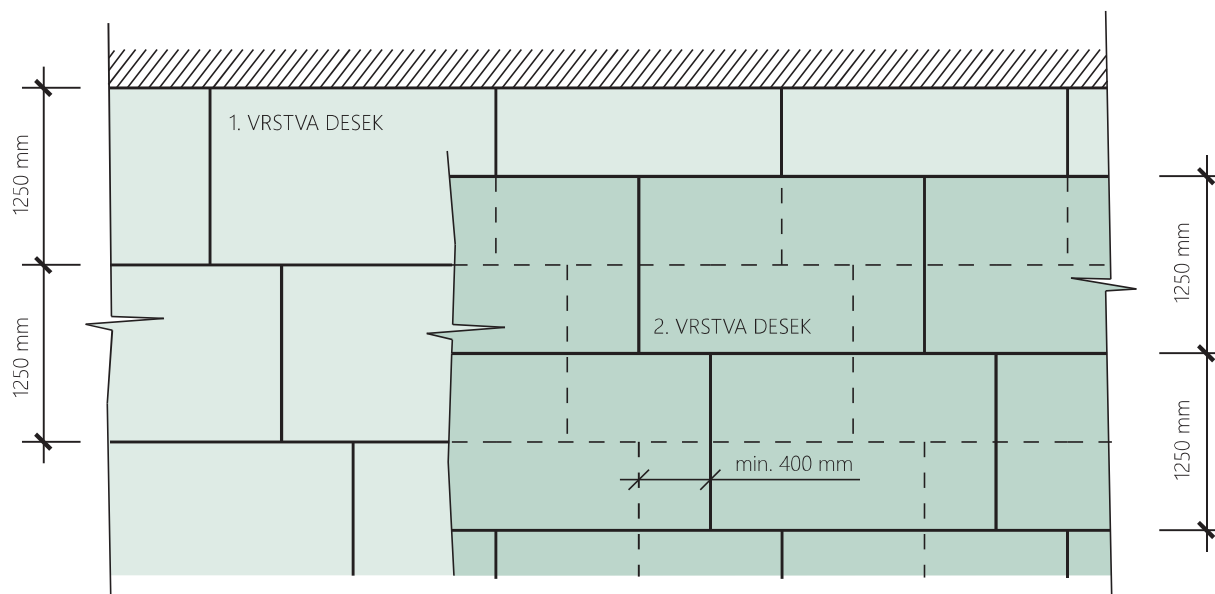 1. VRSTVA DESEK
1250 mm
1250 mm
2. VRSTVA DESEK
1250 mm
1250 mm
min. 400 mm